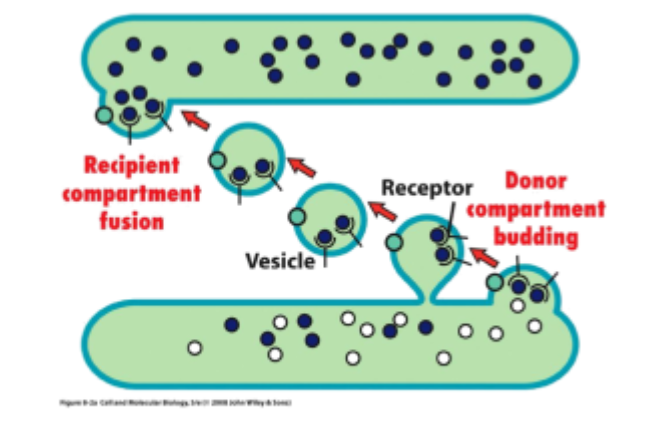 Recipient
compartment
fusion
Receptor
Donor
compartment
budding
Vesicle
Figure 8-2a Cell and Molecular Biology, 5/e (© 2008 John Wiley & Sons)